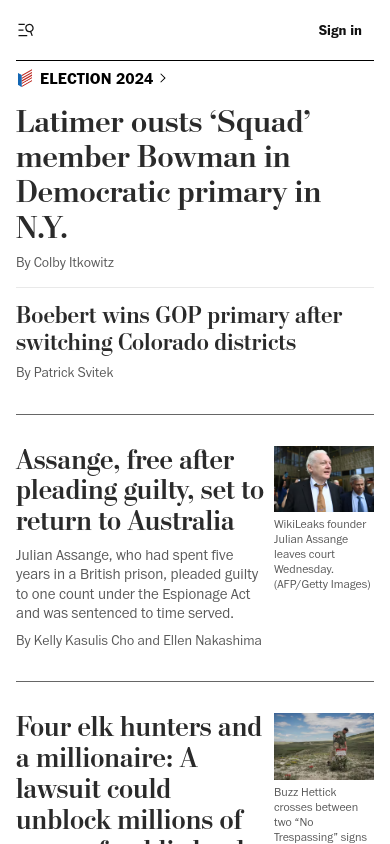 Sign in
ELECTION 2024
Latimer ousts ‘Squad’
member Bowman in
Democratic primary in
N.Y.
By Colby Itkowitz
Boebert wins GOP primary after
switching Colorado districts
By Patrick Svitek
Assange, free after
pleading guilty, set to
return to Australia
Julian Assange, who had spent five
years in a British prison, pleaded guilty
to one count under the Espionage Act
and was sentenced to time served.
By Kelly Kasulis Cho and Ellen Nakashima
WikiLeaks founder
Julian Assange
leaves court
Wednesday.
(AFP/Getty Images)
Four elk hunters and
a millionaire: A
lawsuit could
unblock millions of
Buzz Hettick
crosses between
two “No
Trespassing” signs